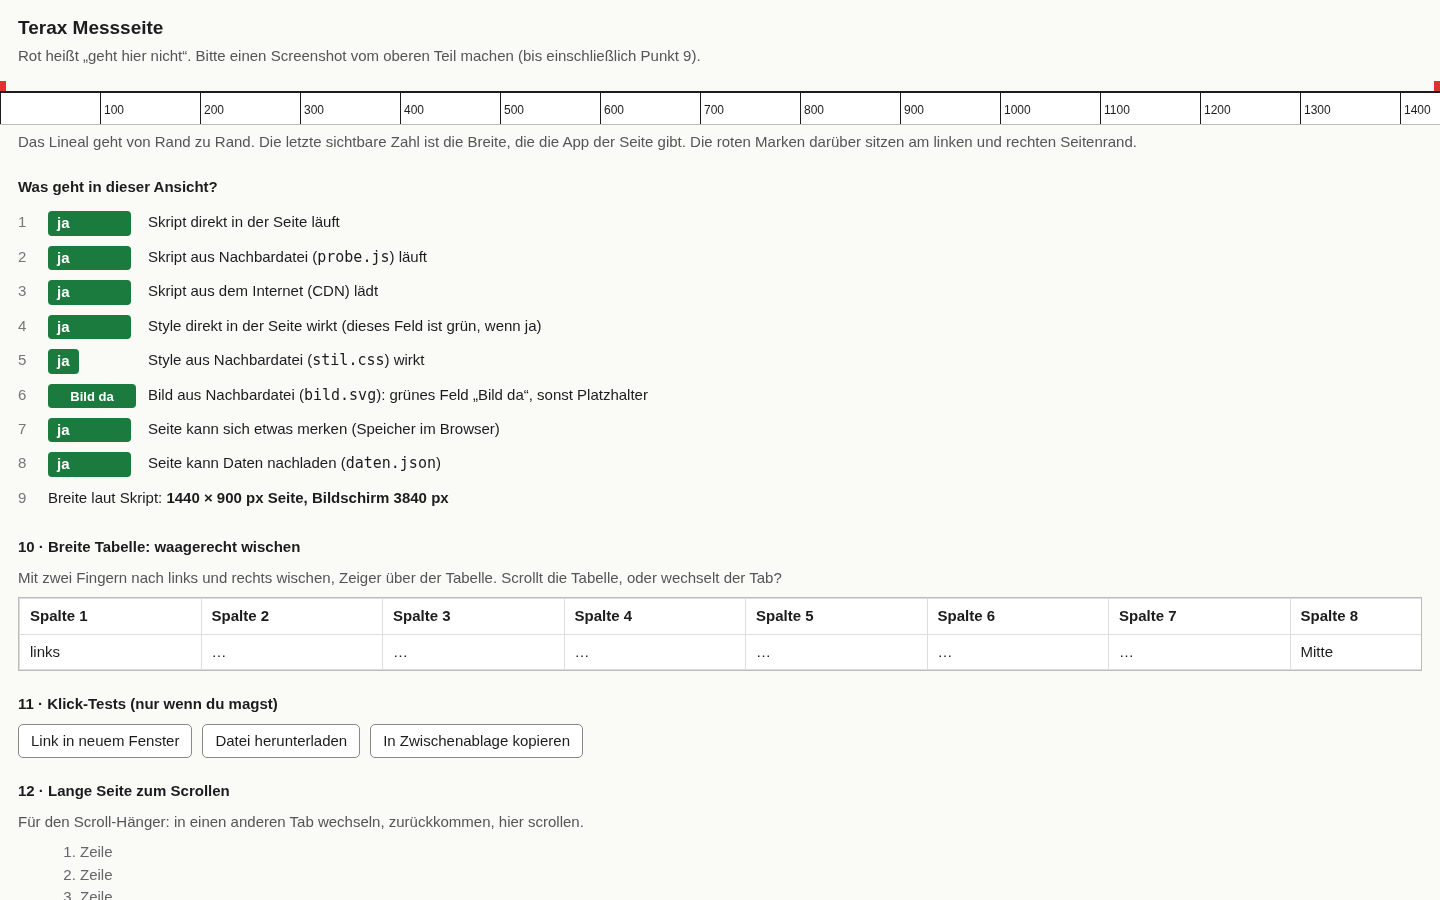 Terax Messseite
Rot heißt „geht hier nicht“. Bitte einen Screenshot vom oberen Teil machen (bis einschließlich Punkt 9).
100 200 300 400 500 600 700 800 900 1000 1100 1200 1300 1400
Das Lineal geht von Rand zu Rand. Die letzte sichtbare Zahl ist die Breite, die die App der Seite gibt. Die roten Marken darüber sitzen am linken und rechten Seitenrand.
Was geht in dieser Ansicht?
1 ja Skript direkt in der Seite läuft
2 ja Skript aus Nachbardatei (probe.js) läuft
3 ja Skript aus dem Internet (CDN) lädt
4 ja Style direkt in der Seite wirkt (dieses Feld ist grün, wenn ja)
5 ja Style aus Nachbardatei (stil.css) wirkt
6 Bild da Bild aus Nachbardatei (bild.svg): grünes Feld „Bild da“, sonst Platzhalter
7 ja Seite kann sich etwas merken (Speicher im Browser)
8 ja Seite kann Daten nachladen (daten.json)
9 Breite laut Skript: 1440 × 900 px Seite, Bildschirm 3840 px
10 · Breite Tabelle: waagerecht wischen
Mit zwei Fingern nach links und rechts wischen, Zeiger über der Tabelle. Scrollt die Tabelle, oder wechselt der Tab?
Spalte 1 Spalte 2 Spalte 3 Spalte 4 Spalte 5 Spalte 6 Spalte 7 Spalte 8
links … … … … … … Mitte
11 · Klick-Tests (nur wenn du magst)
Link in neuem Fenster Datei herunterladen In Zwischenablage kopieren
12 · Lange Seite zum Scrollen
Für den Scroll-Hänger: in einen anderen Tab wechseln, zurückkommen, hier scrollen.
1. Zeile
2. Zeile
3. Zeile